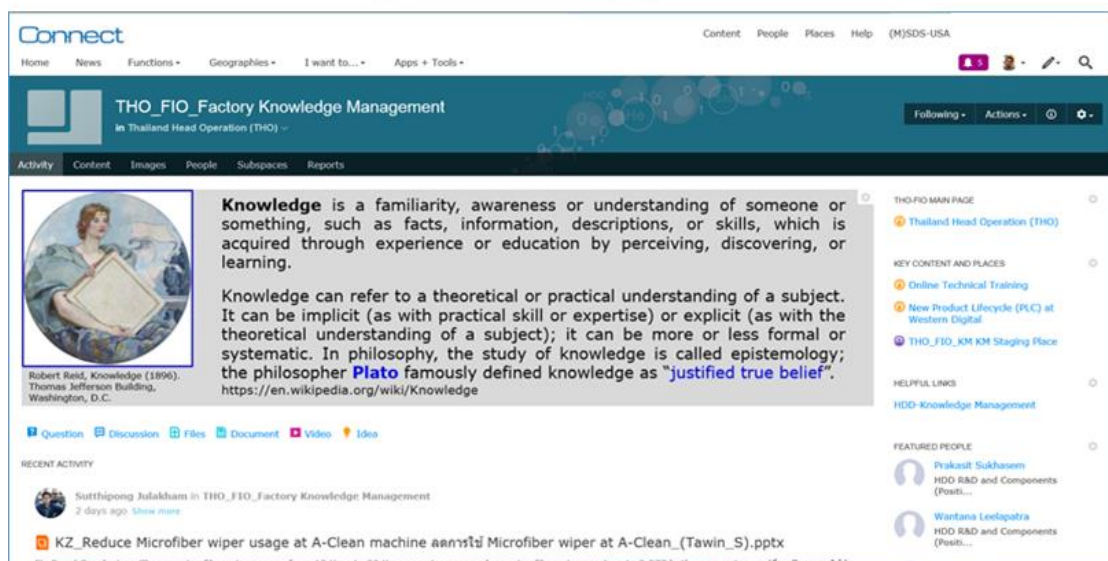 Connect
Content People Places Help (M)SDS-USA
Home News Functions Geographies I want to... Apps + Tools
5
THO_FIO_Factory Knowledge Management
in Thailand Head Operation (THO)
Following Actions
Activity Content Images People Subspaces Reports
Knowledge is a familiarity, awareness or understanding of someone or
something, such as facts, information, descriptions, or skills, which is
acquired through experience or education by perceiving, discovering, or
learning.
Knowledge can refer to a theoretical or practical understanding of a subject.
It can be implicit (as with practical skill or expertise) or explicit (as with the
theoretical understanding of a subject); it can be more or less formal or
systematic. In philosophy, the study of knowledge is called epistemology;
the philosopher Plato famously defined knowledge as “justified true belief”.
https://en.wikipedia.org/wiki/Knowledge
Robert Reid, Knowledge (1896).
Thomas Jefferson Building,
Washington, D.C.
Question Discussion Files Document Video Idea
RECENT ACTIVITY
Sutthipong Julakham in THO_FIO_Factory Knowledge Management
2 days ago Show more
KZ_Reduce Microfiber wiper usage at A-Clean machine ลดการใช้ Microfiber wiper at A-Clean_(Tawin_S).pptx
THO-FIO MAIN PAGE
Thailand Head Operation (THO)
KEY CONTENT AND PLACES
Online Technical Training
New Product Lifecycle (PLC) at
Western Digital
THO_FIO_KM KM Staging Place
HELPFUL LINKS
HDD-Knowledge Management
FEATURED PEOPLE
Prakasit Sukhasem
HDD R&D and Components
(Positi...
Wantana Leelapatra
HDD R&D and Components
(Positi...